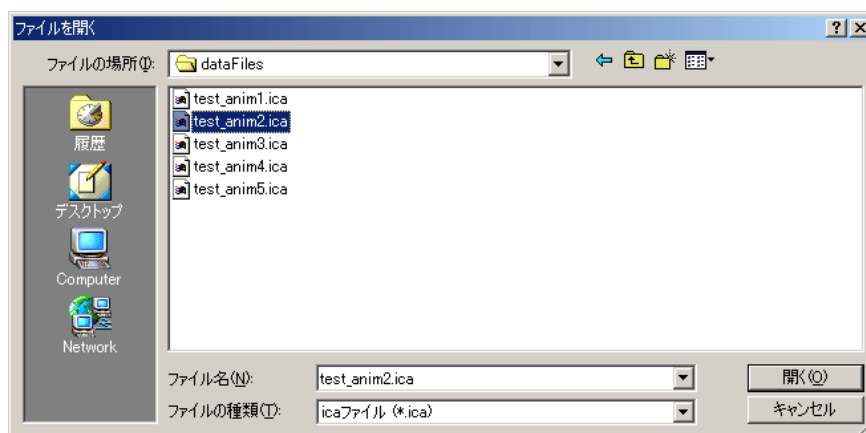 ファイルを開く
ファイルの場所(I):
dataFiles
履歴
デスクトップ
Computer
Network
test_anim1.ica
test_anim2.ica
test_anim3.ica
test_anim4.ica
test_anim5.ica
ファイル名(N):
test_anim2.ica
開く(O)
ファイルの種類(T):
icaファイル (*.ica)
キャンセル